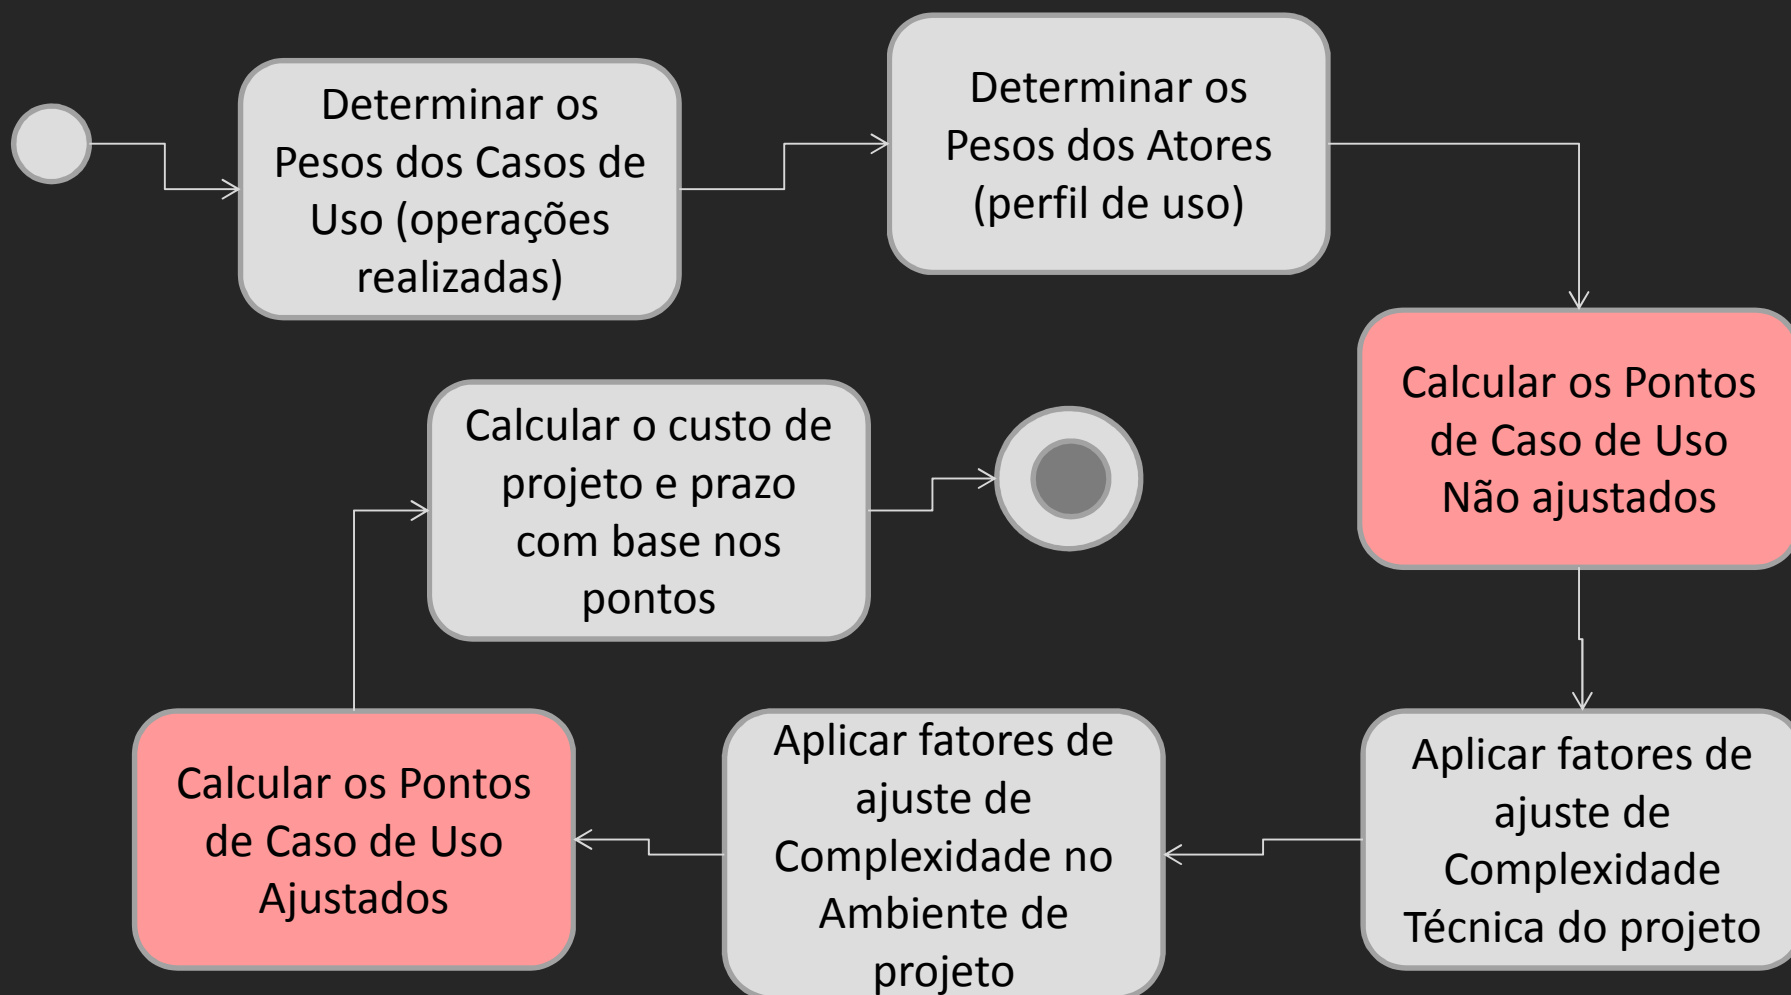 Determinar os
Pesos dos Casos de
Uso (operações
realizadas)
Determinar os
Pesos dos Atores
(perfil de uso)
Calcular os Pontos
de Caso de Uso
Não ajustados
Aplicar fatores de
ajuste de
Complexidade
Técnica do projeto
Aplicar fatores de
ajuste de
Complexidade no
Ambiente de
projeto
Calcular os Pontos
de Caso de Uso
Ajustados
Calcular o custo de
projeto e prazo
com base nos
pontos